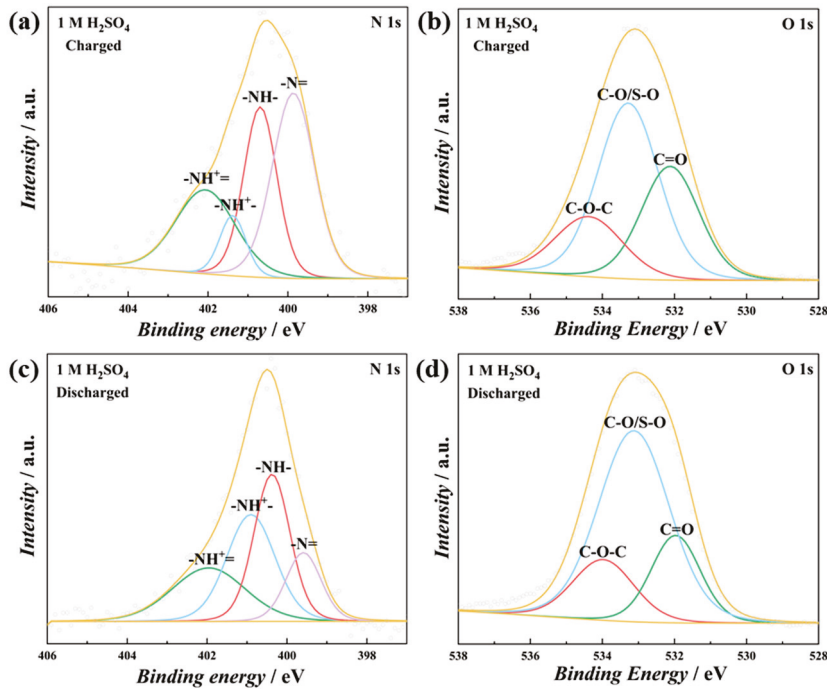 (a)
1 M H₂SO₄
Charged
N 1s
-NH⁺=
-NH⁺-
-NH-
-N=
Intensity / a.u.
406 404 402 400 398
Binding energy / eV
(b)
1 M H₂SO₄
Charged
O 1s
C-O/S-O
C=O
C-O-C
Intensity / a.u.
538 536 534 532 530 528
Binding Energy / eV
(c)
1 M H₂SO₄
Discharged
N 1s
-NH-
-NH⁺-
-NH⁺=
-N=
Intensity / a.u.
406 404 402 400 398
Binding energy / eV
(d)
1 M H₂SO₄
Discharged
O 1s
C-O/S-O
C=O
C-O-C
Intensity / a.u.
538 536 534 532 530 528
Binding Energy / eV